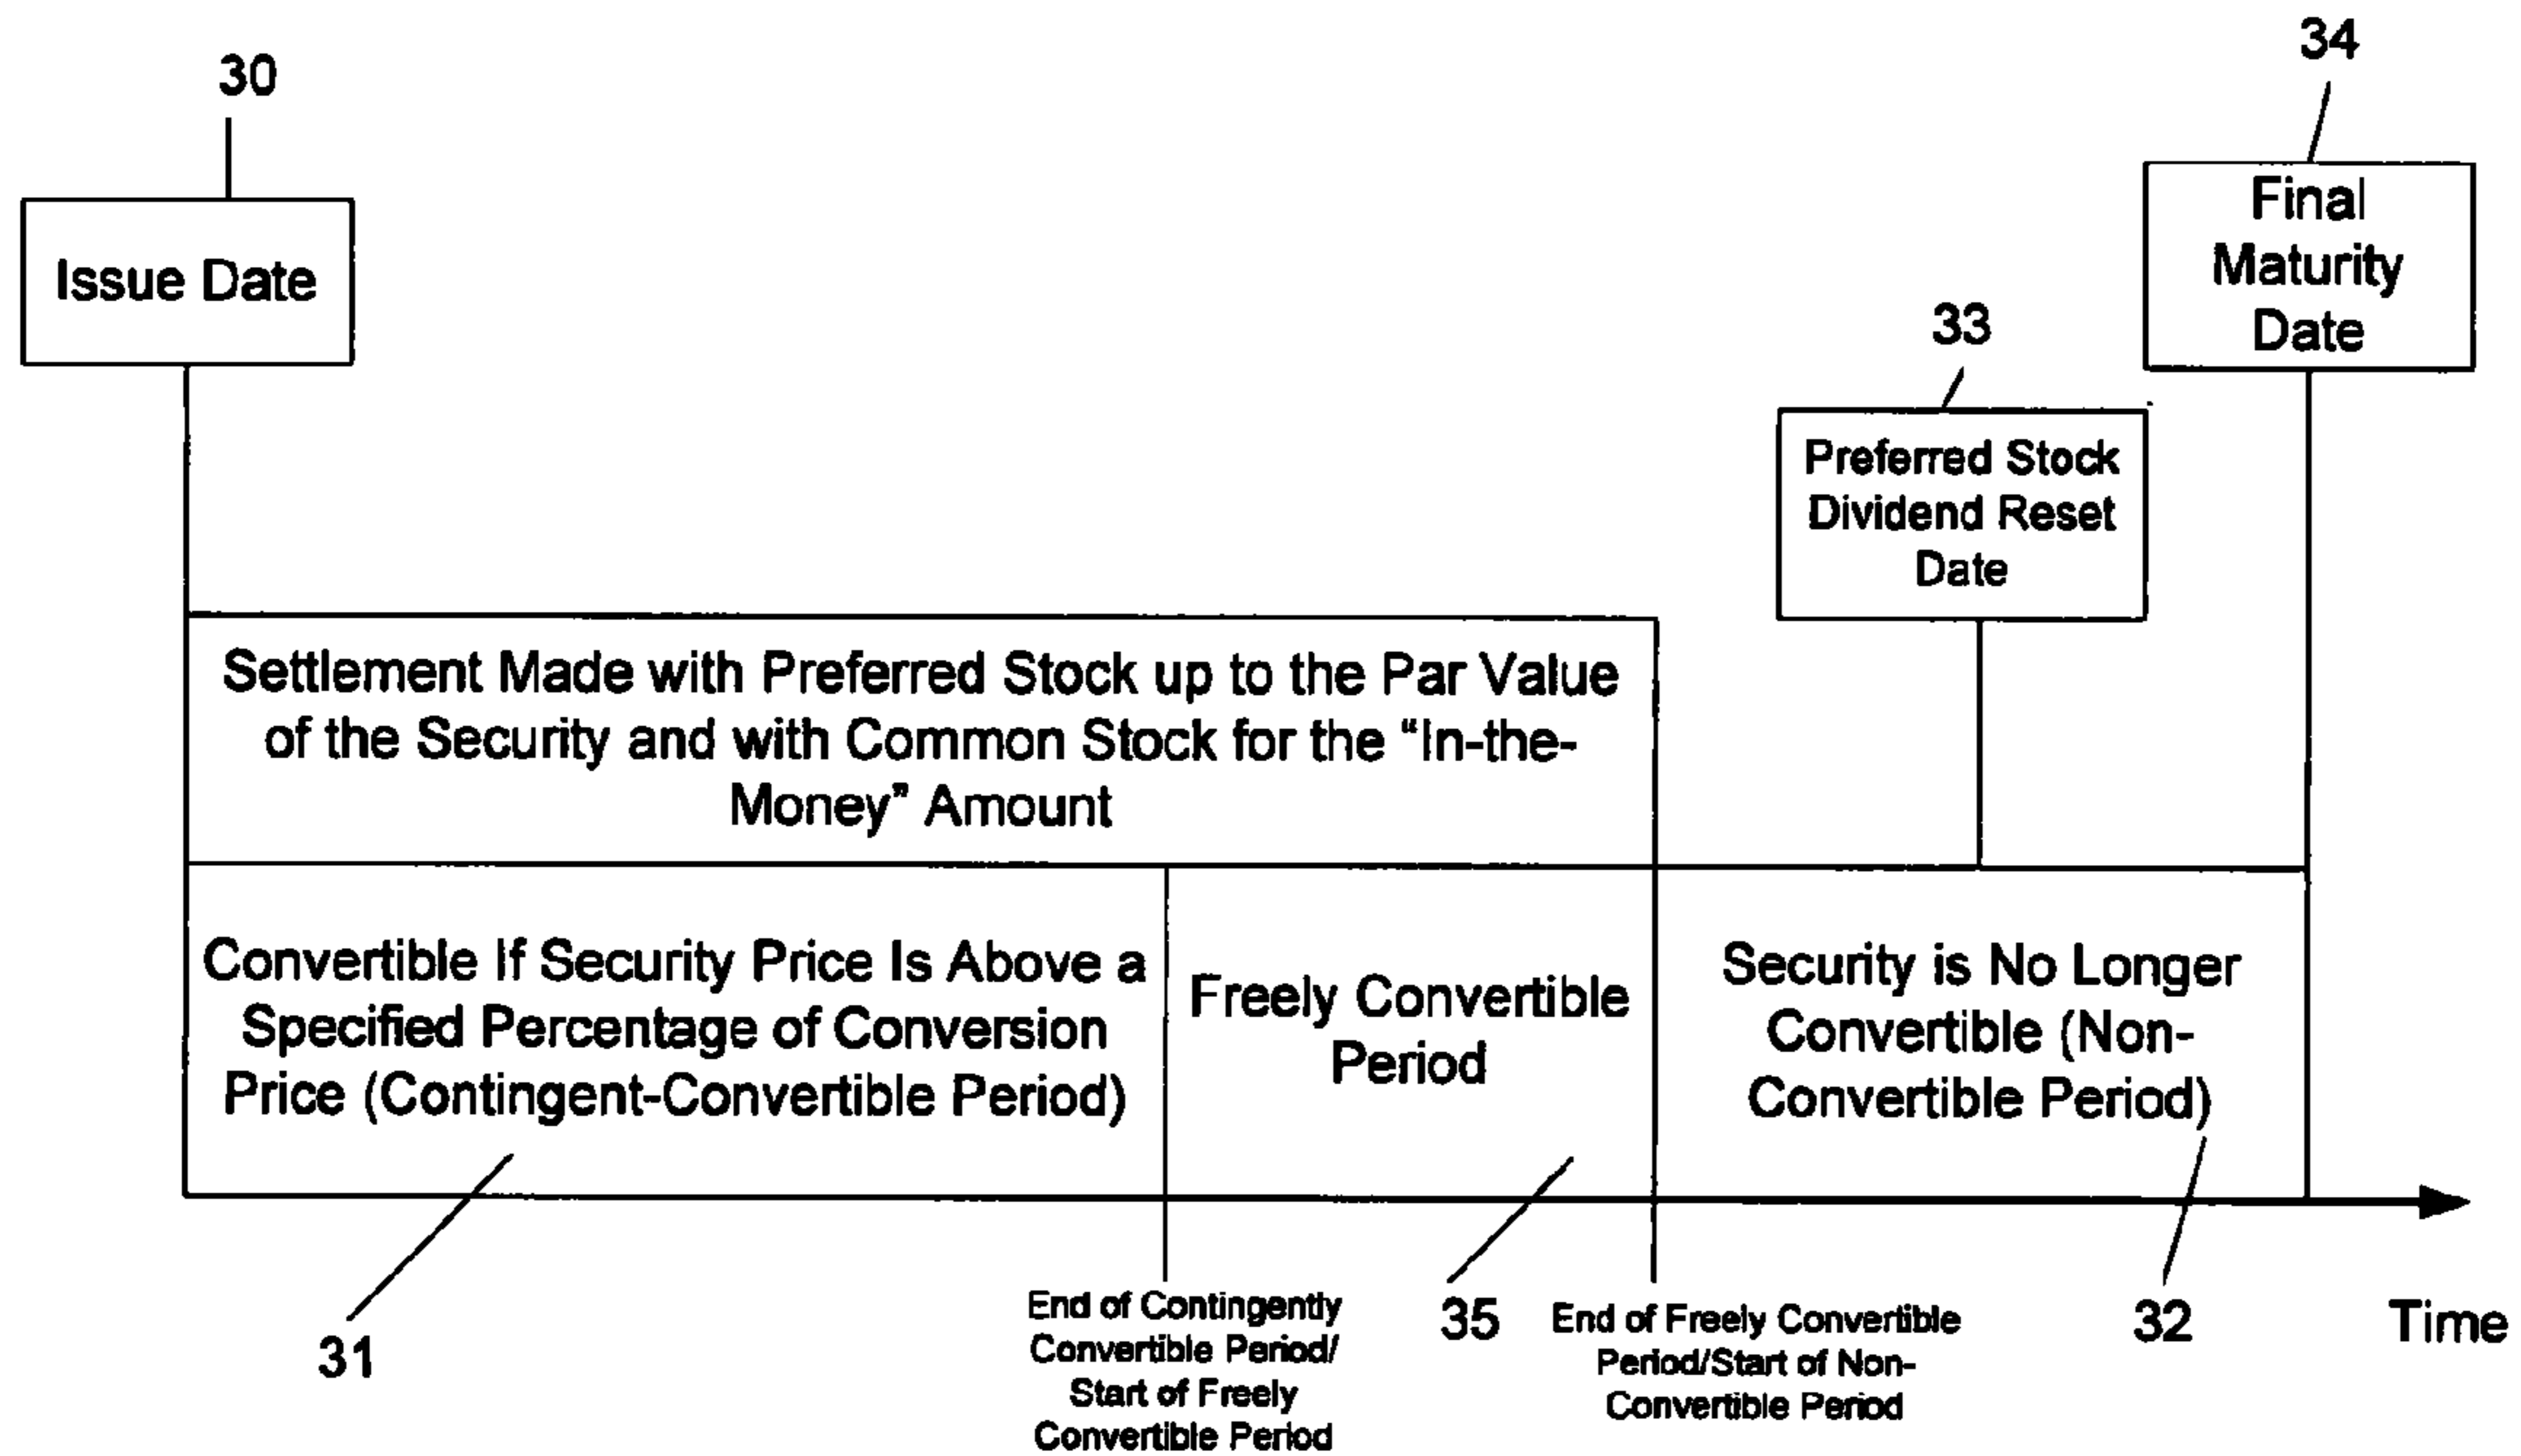 30
34
Issue Date
Final
Maturity
Date
33
Preferred Stock
Dividend Reset
Date
Settlement Made with Preferred Stock up to the Par Value
of the Security and with Common Stock for the “In-the-
Money” Amount
Convertible If Security Price Is Above a
Specified Percentage of Conversion
Price (Contingent-Convertible Period)
Freely Convertible
Period
Security is No Longer
Convertible (Non-
Convertible Period)
31
End of Contingently
Convertible Period/
Start of Freely
Convertible Period
35
End of Freely Convertible
Period/Start of Non-
Convertible Period
32
Time